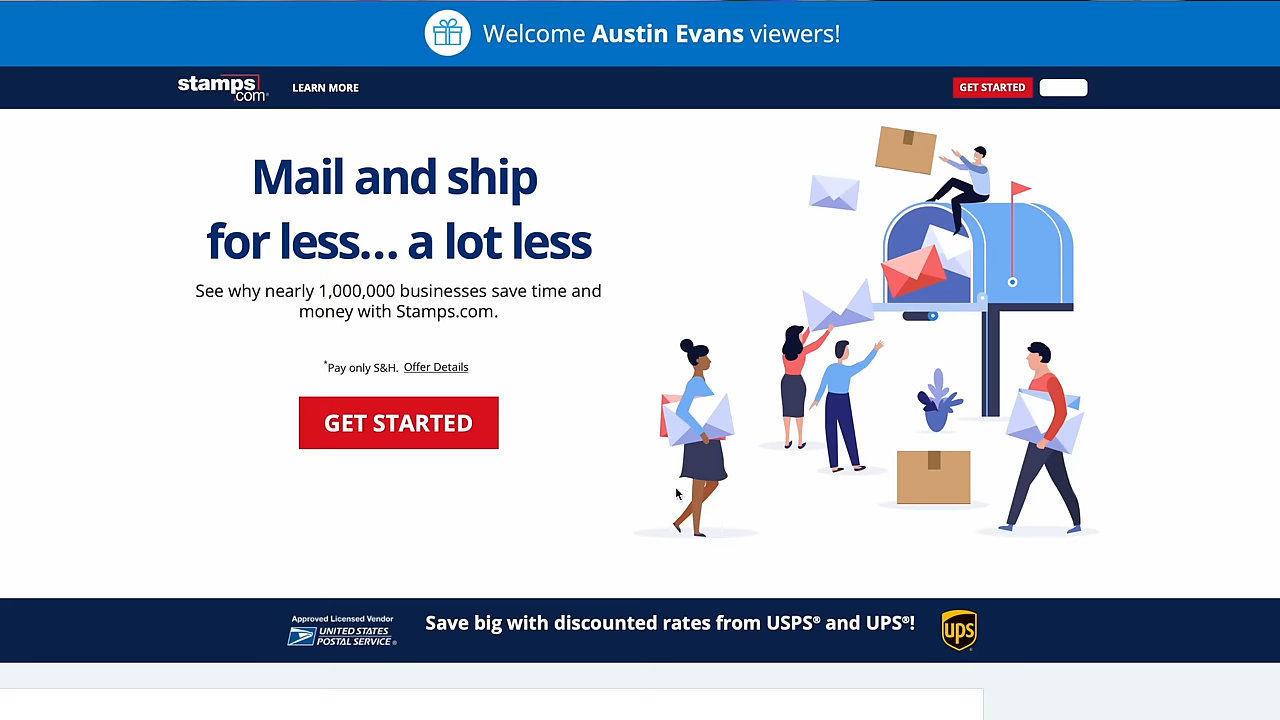 Welcome Austin Evans viewers!
stamps.com® LEARN MORE GET STARTED
Mail and ship
for less... a lot less
See why nearly 1,000,000 businesses save time and
money with Stamps.com.
*Pay only S&H. Offer Details
GET STARTED
Approved Licensed Vendor
UNITED STATES
POSTAL SERVICE®
Save big with discounted rates from USPS® and UPS®!
ups